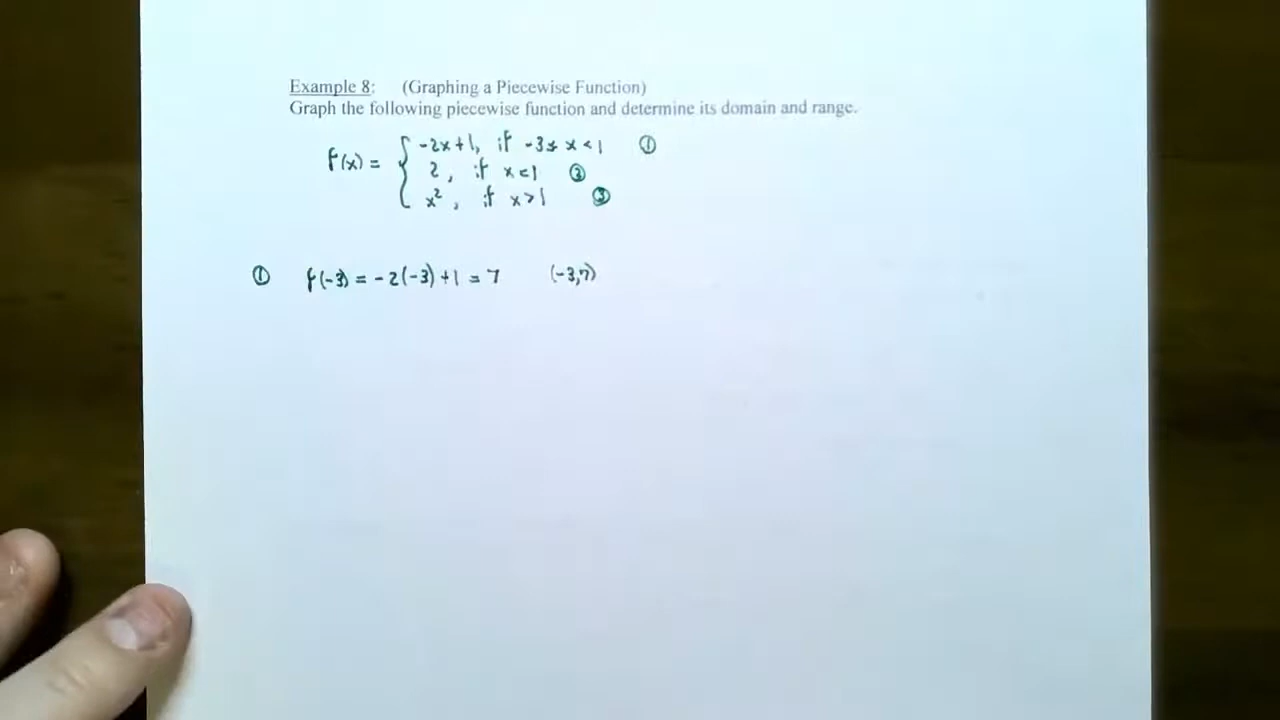 Example 8: (Graphing a Piecewise Function)
Graph the following piecewise function and determine its domain and range.
f(x) = { -2x+1, if -3≤ x < 1 ①
2, if x=1 ②
x², if x>1 ③
① f(-3) = -2(-3)+1 = 7 (-3,7)